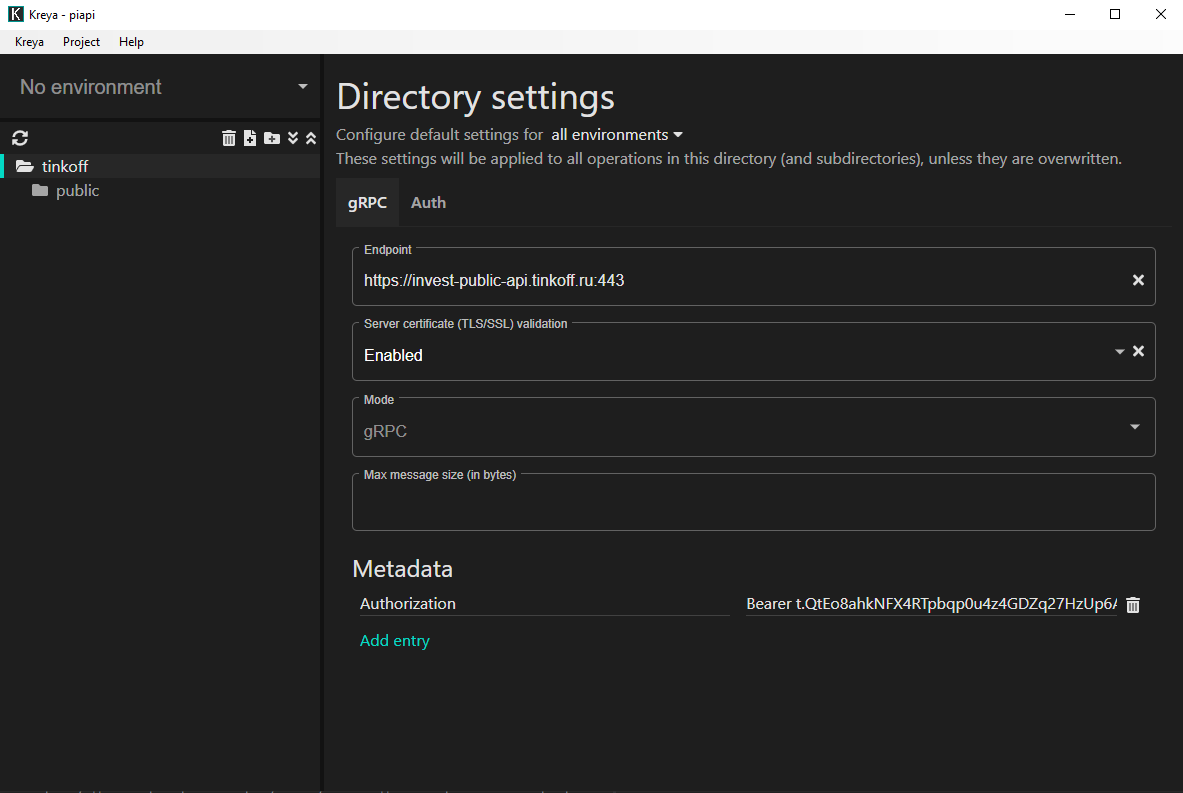 Kreya - piapi
Kreya Project Help
No environment
tinkoff
public
Directory settings
Configure default settings for all environments
These settings will be applied to all operations in this directory (and subdirectories), unless they are overwritten.
gRPC Auth
Endpoint
https://invest-public-api.tinkoff.ru:443
Server certificate (TLS/SSL) validation
Enabled
Mode
gRPC
Max message size (in bytes)
Metadata
Authorization Bearer t.QtEo8ahkNFX4RTpbqp0u4z4GDZq27HzUp6A
Add entry